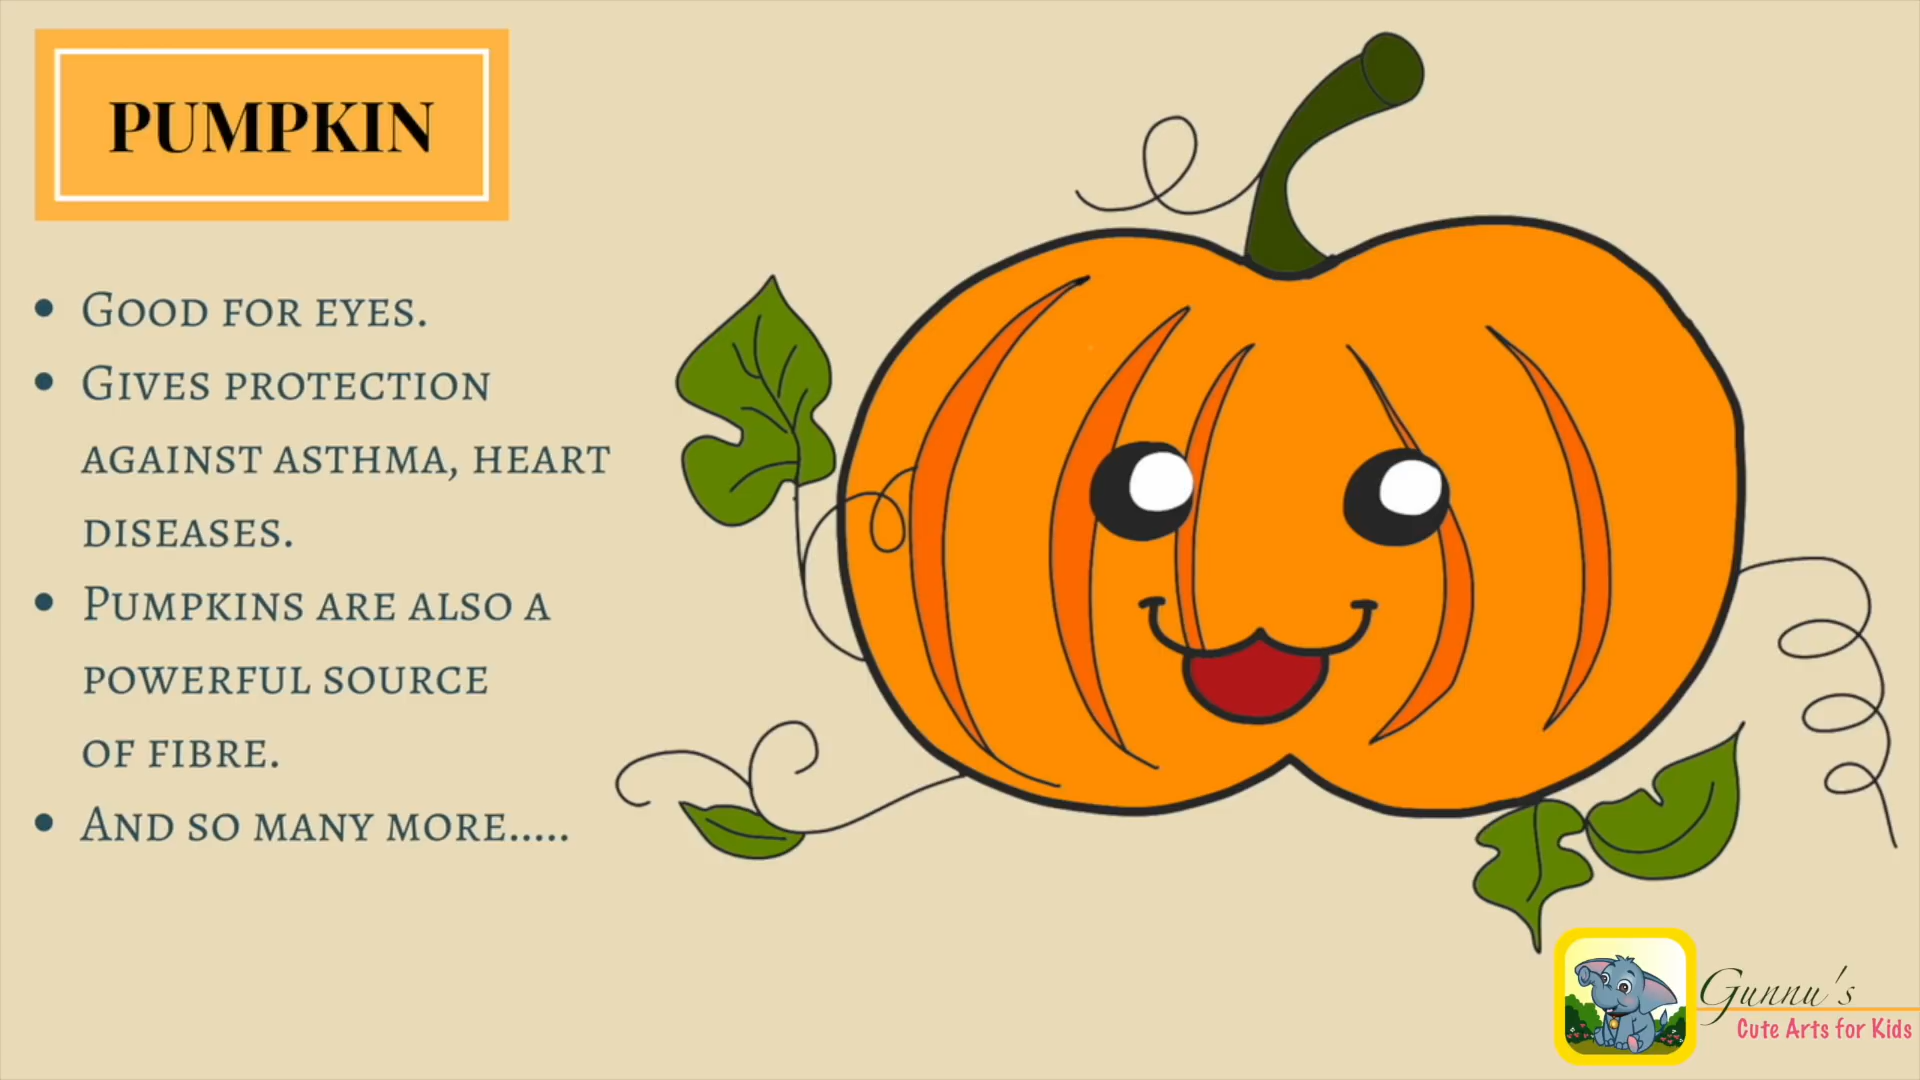 PUMPKIN
• Good for eyes.
• Gives protection
against asthma, heart
diseases.
• Pumpkins are also a
powerful source
of fibre.
• And so many more.....
Gunnu's
Cute Arts for Kids